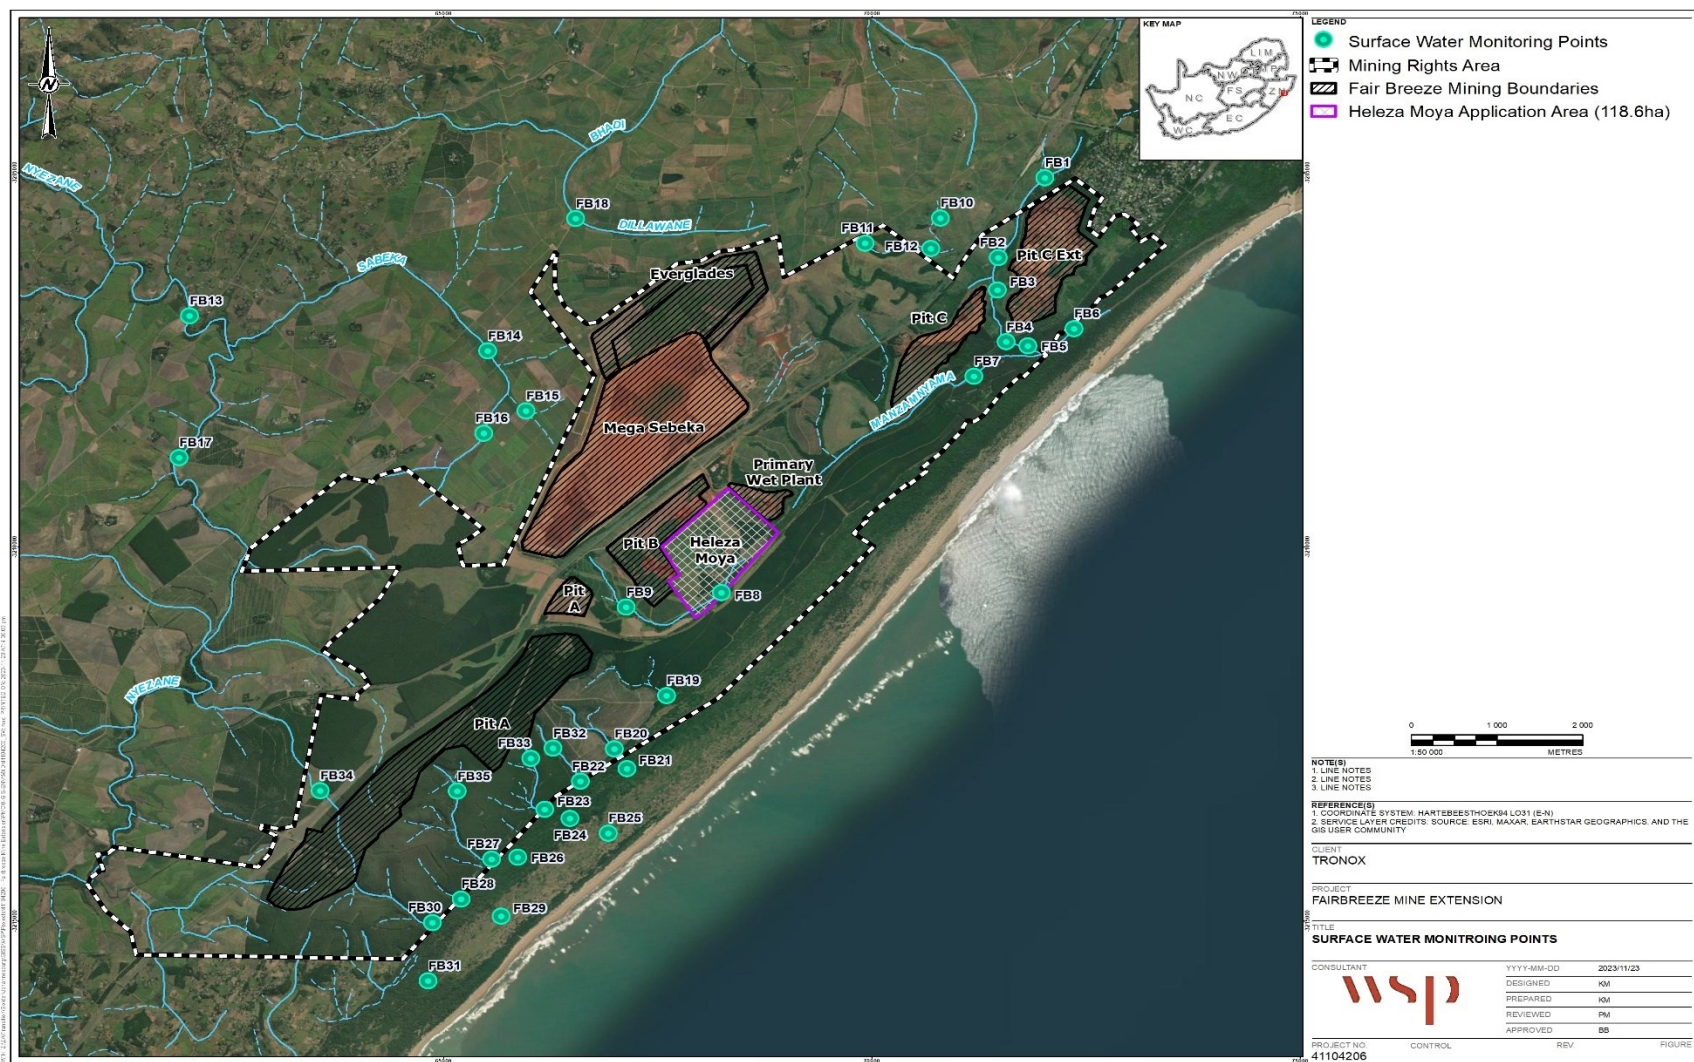 65000
70000
75000
KEY MAP
LIM
NW
GP
MP
FS
NC
EC
WC
LEGEND
Surface Water Monitoring Points
Mining Rights Area
Fair Breeze Mining Boundaries
Heleza Moya Application Area (118.6ha)
N
BHADI
NYEZANE
FB1
FB18
DILLAWANE
FB10
FB11
FB12
FB2
Pit C Ext
SABEKA
Everglades
FB3
FB13
Pit C
FB6
FB14
FB4
FB5
FB7
MANZAMNYAMA
FB15
FB16
Mega Sebeka
FB17
Primary
Wet Plant
Pit B
Heleza
Moya
Pit
A
FB9
FB8
NYEZANE
FB19
Pit A
FB32
FB20
FB33
FB21
FB34
FB35
FB22
FB23
FB24
FB25
FB27
FB26
FB28
FB30
FB29
FB31
65000
70000
75000
0
1 000
2 000
1:50 000
METRES
NOTE(S)
1. LINE NOTES
2. LINE NOTES
3. LINE NOTES
REFERENCE(S)
1. COORDINATE SYSTEM: HARTEBEESTHOEK94 LO31 (E-N)
2. SERVICE LAYER CREDITS: SOURCE: ESRI, MAXAR, EARTHSTAR GEOGRAPHICS, AND THE
GIS USER COMMUNITY
CLIENT
TRONOX
PROJECT
FAIRBREEZE MINE EXTENSION
TITLE
SURFACE WATER MONITROING POINTS
CONSULTANT
wsp
YYYY-MM-DD 2023/11/23
DESIGNED KM
PREPARED KM
REVIEWED PM
APPROVED BB
PROJECT NO. CONTROL REV. FIGURE
41104206